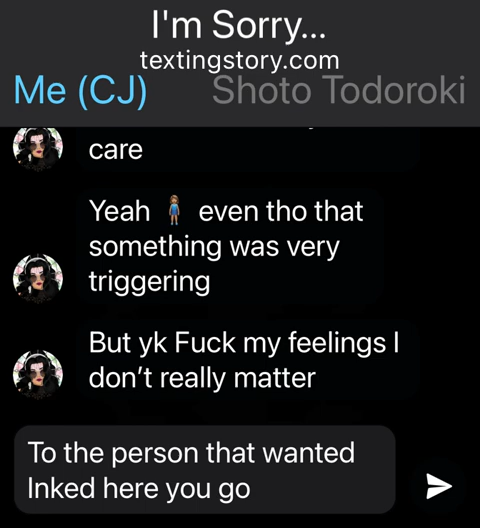 I'm Sorry...
textingstory.com
Me (CJ) Shoto Todoroki
care
Yeah 🧍🏾‍♀️ even tho that
something was very
triggering
But yk Fuck my feelings I
don't really matter
To the person that wanted
Inked here you go